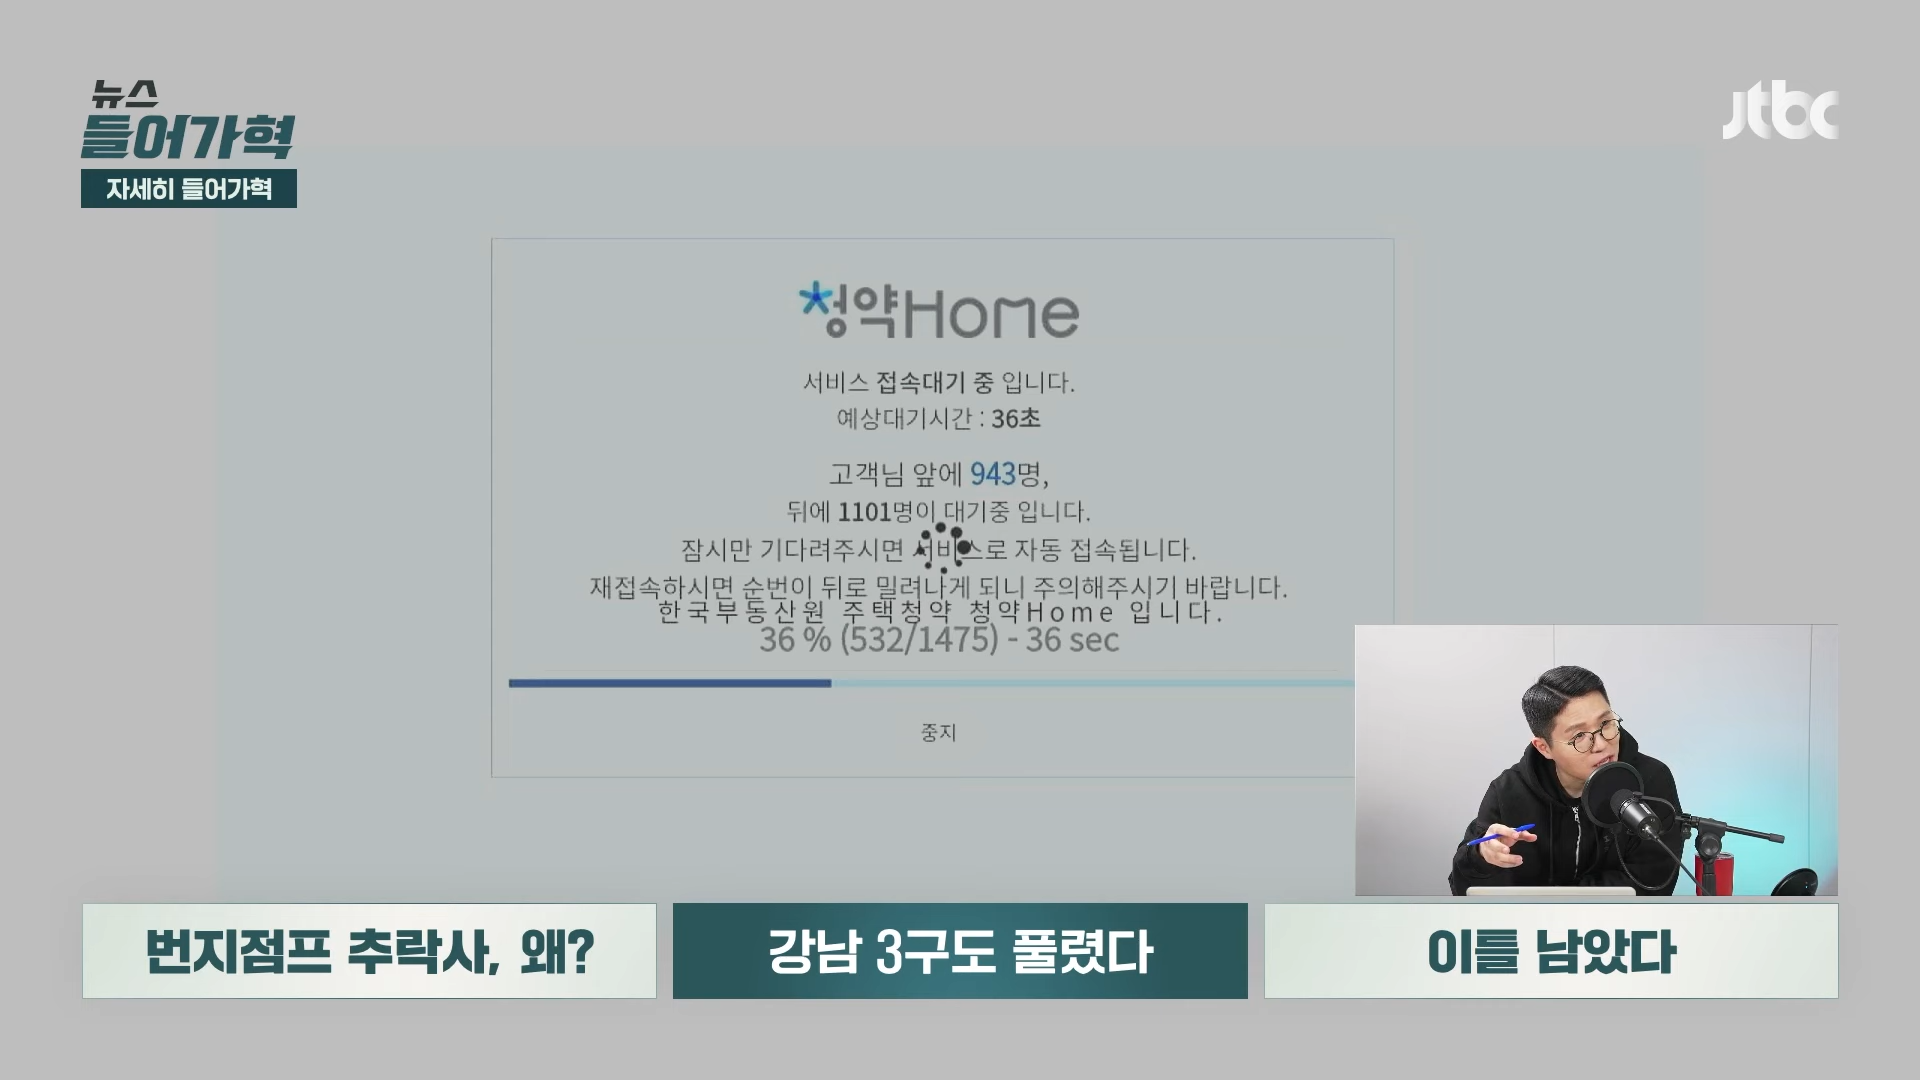 뉴스
들어가혁
자세히 들어가혁
jtbc
청약Home
서비스 접속대기 중 입니다.
예상대기시간 : 36초
고객님 앞에 943명,
뒤에 1101명이 대기중 입니다.
잠시만 기다려주시면 서비스로 자동 접속됩니다.
재접속하시면 순번이 뒤로 밀려나게 되니 주의해주시기 바랍니다.
한국부동산원 주택청약 청약Home 입니다.
36 % (532/1475) - 36 sec
중지
번지점프 추락사, 왜?
강남 3구도 풀렸다
이틀 남았다